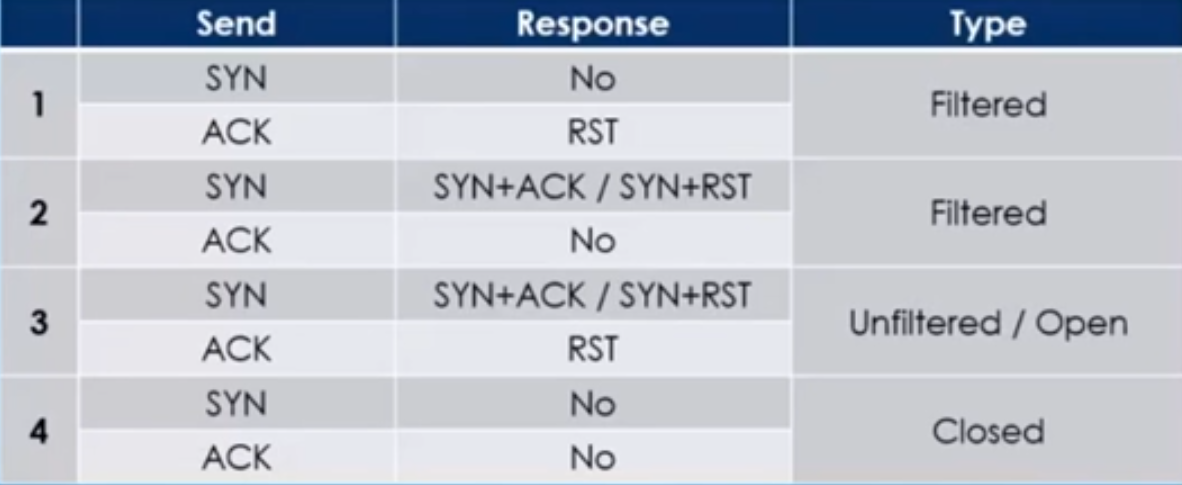 Send Response Type
1 SYN No Filtered
ACK RST
2 SYN SYN+ACK / SYN+RST Filtered
ACK No
3 SYN SYN+ACK / SYN+RST Unfiltered / Open
ACK RST
4 SYN No Closed
ACK No